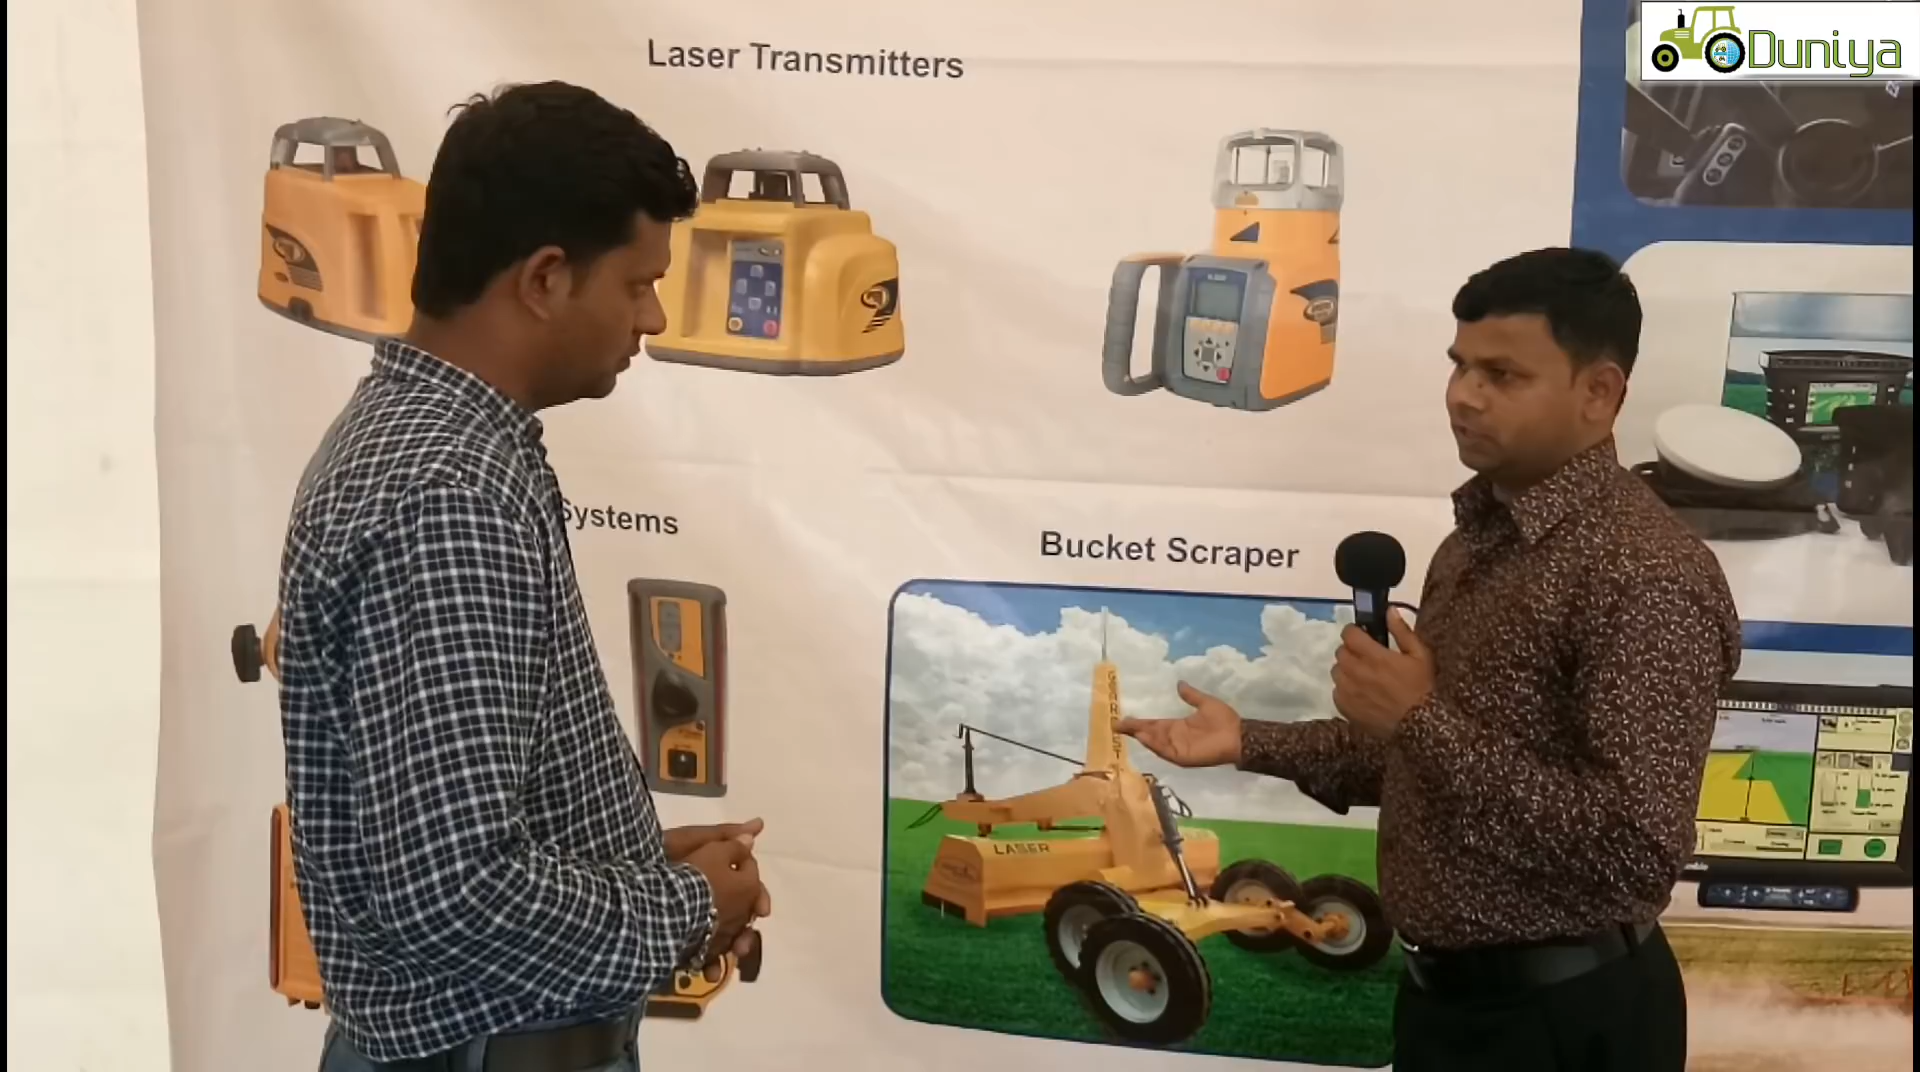 Duniya
Laser Transmitters
Systems
Bucket Scraper
LASER